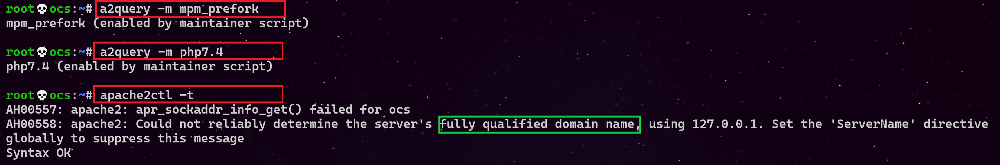 root💀ocs:~# a2query -m mpm_prefork
mpm_prefork (enabled by maintainer script)
root💀ocs:~# a2query -m php7.4
php7.4 (enabled by maintainer script)
root💀ocs:~# apache2ctl -t
AH00557: apache2: apr_sockaddr_info_get() failed for ocs
AH00558: apache2: Could not reliably determine the server's fully qualified domain name, using 127.0.0.1. Set the 'ServerName' directive
globally to suppress this message
Syntax OK